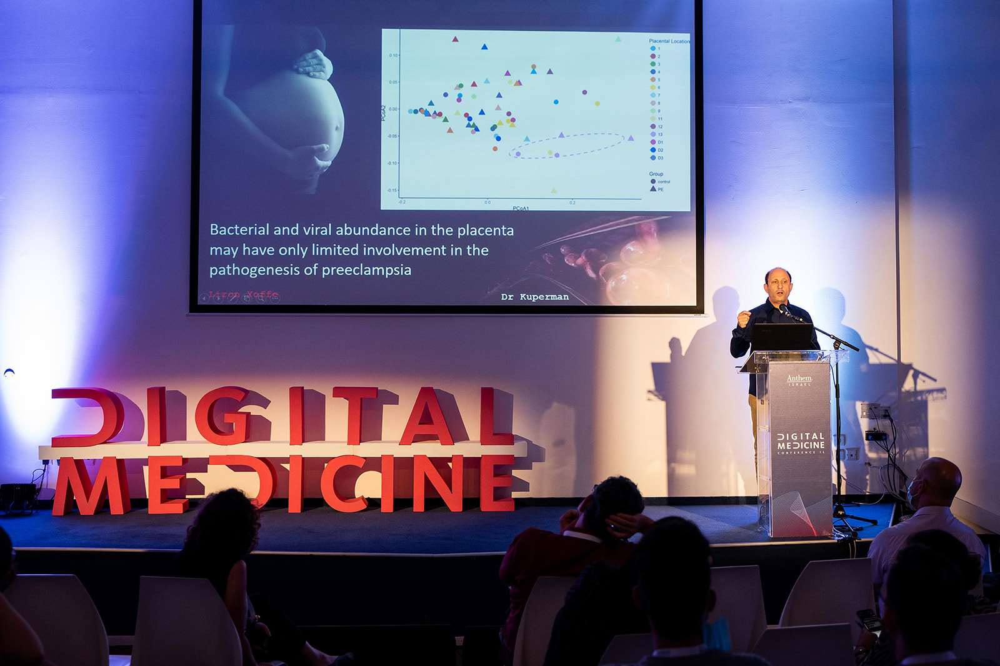 Placental Location
1
2
3
4
5
6
7
8
9
11
12
13
D1
D2
D3
Group
control
PE
0.10
0.05
0.00
-0.05
-0.10
-0.15
PCoA2
-0.2
0.0
0.2
PCoA1
Bacterial and viral abundance in the placenta
may have only limited involvement in the
pathogenesis of preeclampsia
Liron Yoffe
Dr Kuperman
DIGITAL
MEDICINE
Anthem.
ISRAEL
DIGITAL
MEDICINE
CONFERENCE IL